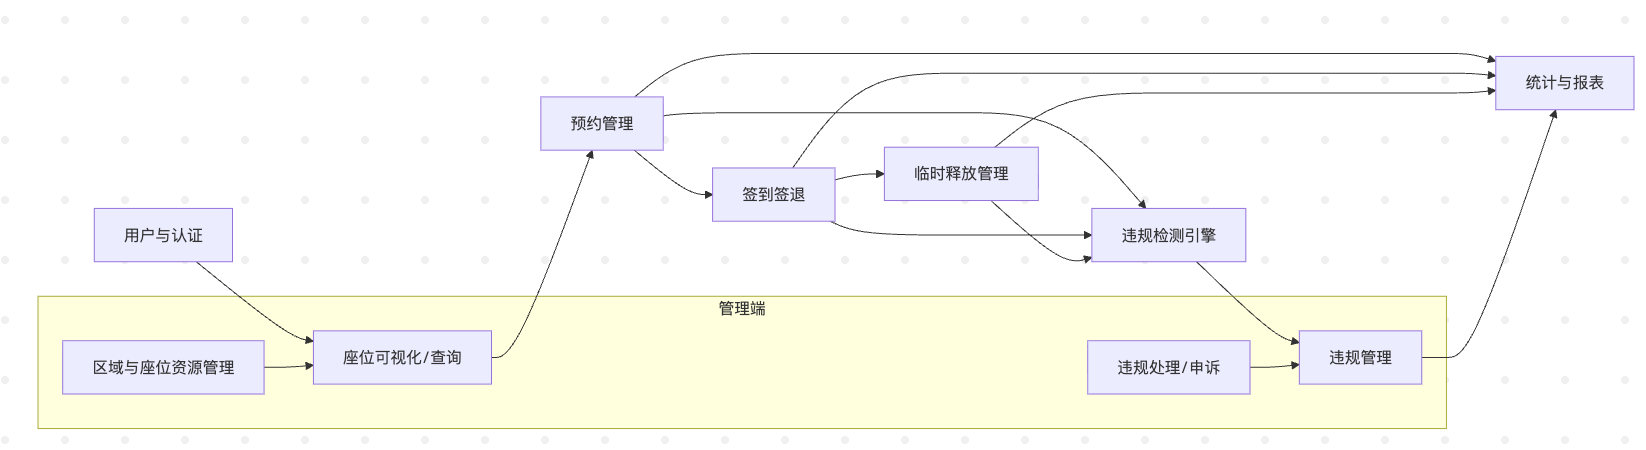 统计与报表
预约管理
临时释放管理
签到签退
用户与认证
违规检测引擎
管理端
座位可视化/查询
区域与座位资源管理
违规处理/申诉
违规管理